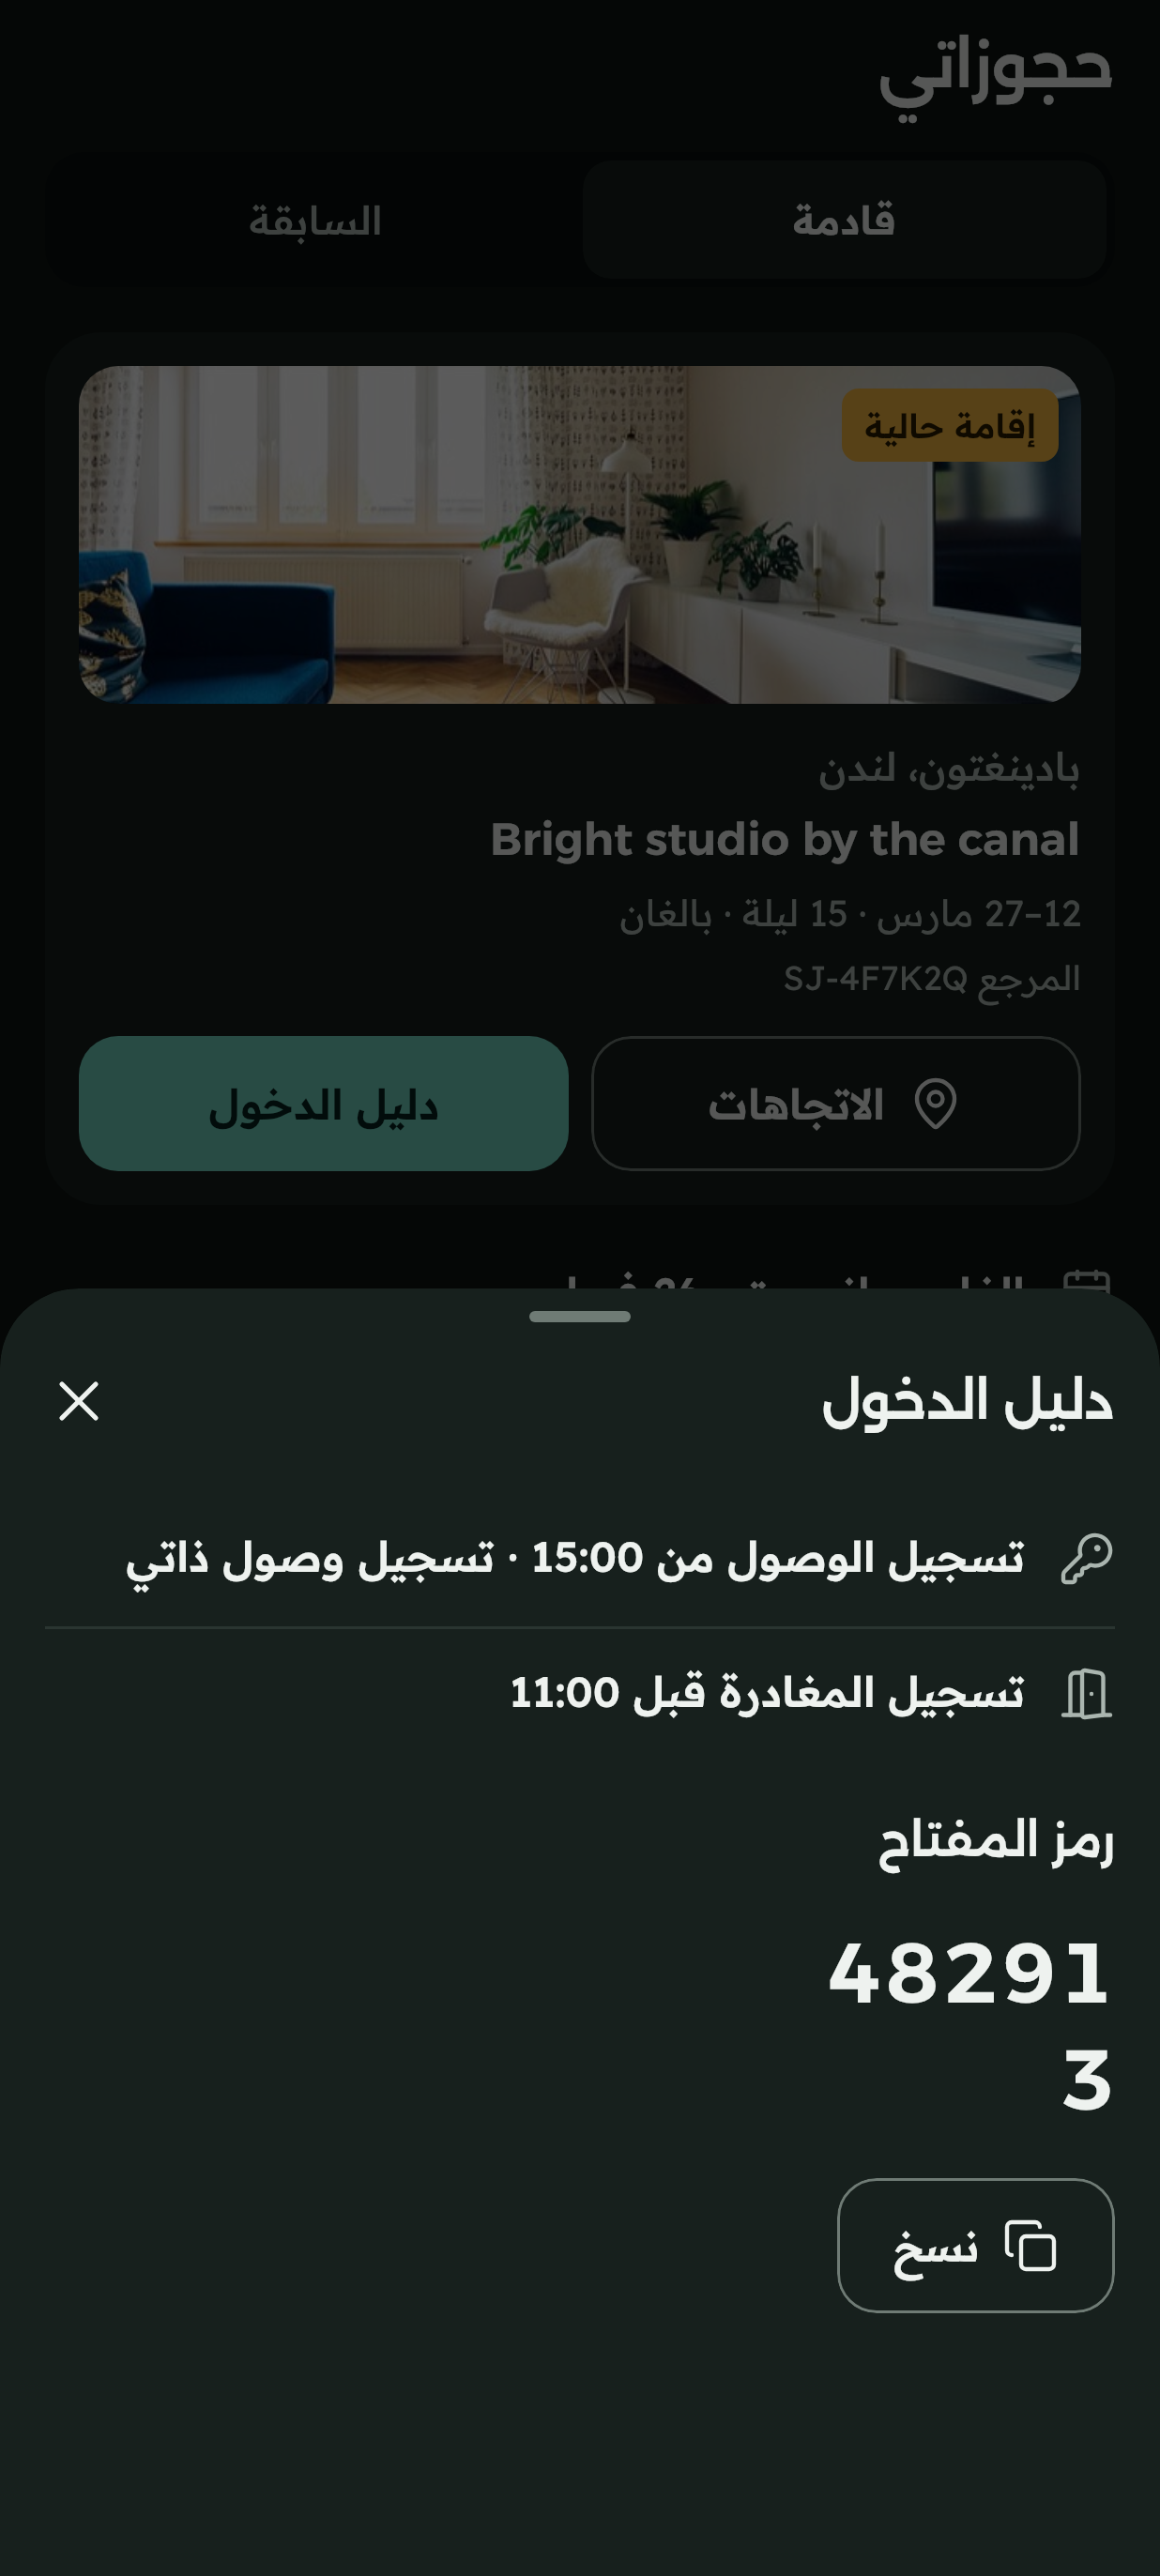 حجوزاتي
قادمة
السابقة
إقامة حالية
بادينغتون، لندن
Bright studio by the canal
12–27 مارس · 15 ليلة · بالغان
المرجع SJ-4F7K2Q
الاتجاهات
دليل الدخول
دليل الدخول
تسجيل الوصول من 15:00 · تسجيل وصول ذاتي
تسجيل المغادرة قبل 11:00
رمز المفتاح
48291
3
نسخ